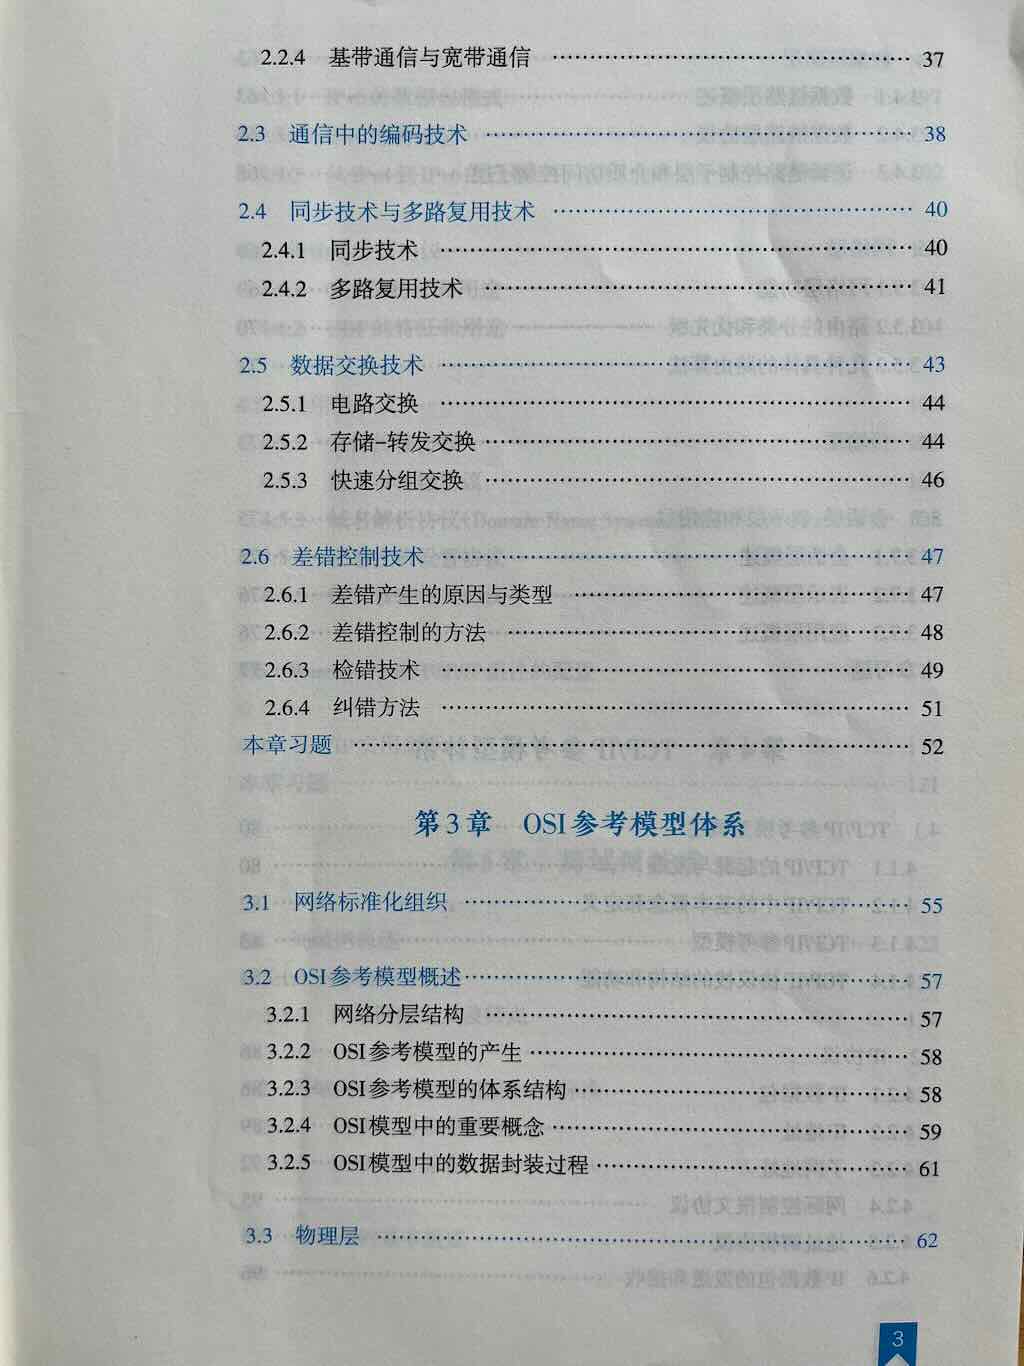 2.2.4 基带通信与宽带通信 …… 37
2.3 通信中的编码技术 …… 38
2.4 同步技术与多路复用技术 …… 40
2.4.1 同步技术 …… 40
2.4.2 多路复用技术 …… 41
2.5 数据交换技术 …… 43
2.5.1 电路交换 …… 44
2.5.2 存储-转发交换 …… 44
2.5.3 快速分组交换 …… 46
2.6 差错控制技术 …… 47
2.6.1 差错产生的原因与类型 …… 47
2.6.2 差错控制的方法 …… 48
2.6.3 检错技术 …… 49
2.6.4 纠错方法 …… 51
本章习题 …… 52
第3章 OSI参考模型体系
3.1 网络标准化组织 …… 55
3.2 OSI参考模型概述 …… 57
3.2.1 网络分层结构 …… 57
3.2.2 OSI参考模型的产生 …… 58
3.2.3 OSI参考模型的体系结构 …… 58
3.2.4 OSI模型中的重要概念 …… 59
3.2.5 OSI模型中的数据封装过程 …… 61
3.3 物理层 …… 62
3